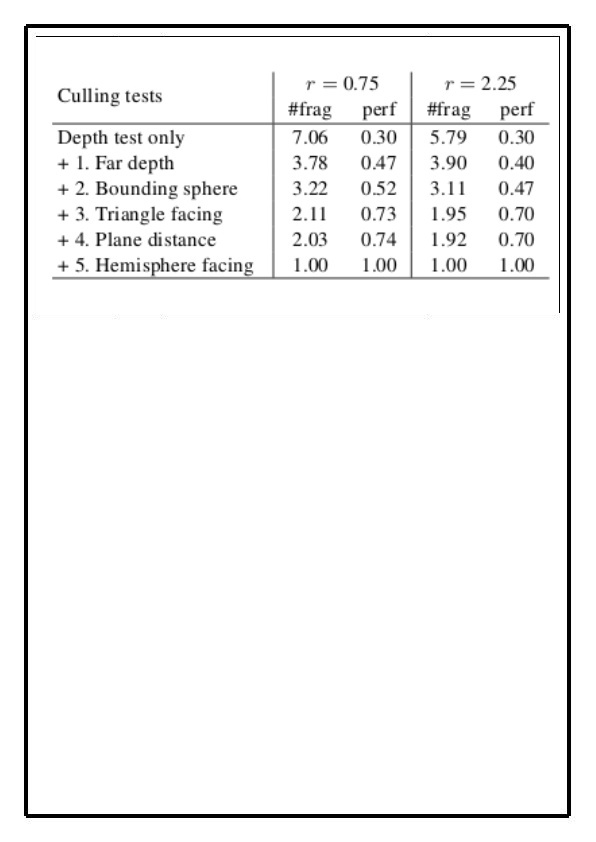 Culling tests r = 0.75 r = 2.25
#frag perf #frag perf
Depth test only 7.06 0.30 5.79 0.30
+ 1. Far depth 3.78 0.47 3.90 0.40
+ 2. Bounding sphere 3.22 0.52 3.11 0.47
+ 3. Triangle facing 2.11 0.73 1.95 0.70
+ 4. Plane distance 2.03 0.74 1.92 0.70
+ 5. Hemisphere facing 1.00 1.00 1.00 1.00